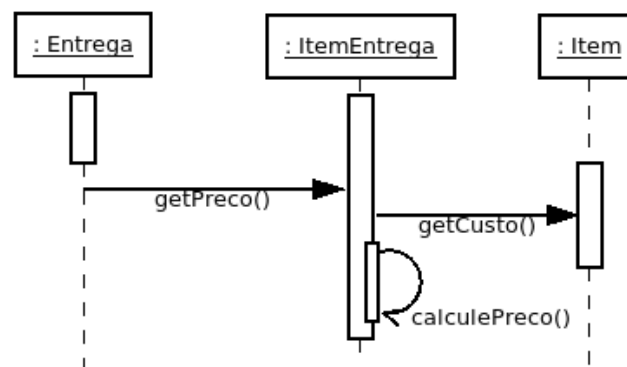 : Entrega
: ItemEntrega
: Item
getPreco()
getCusto()
calculePreco()